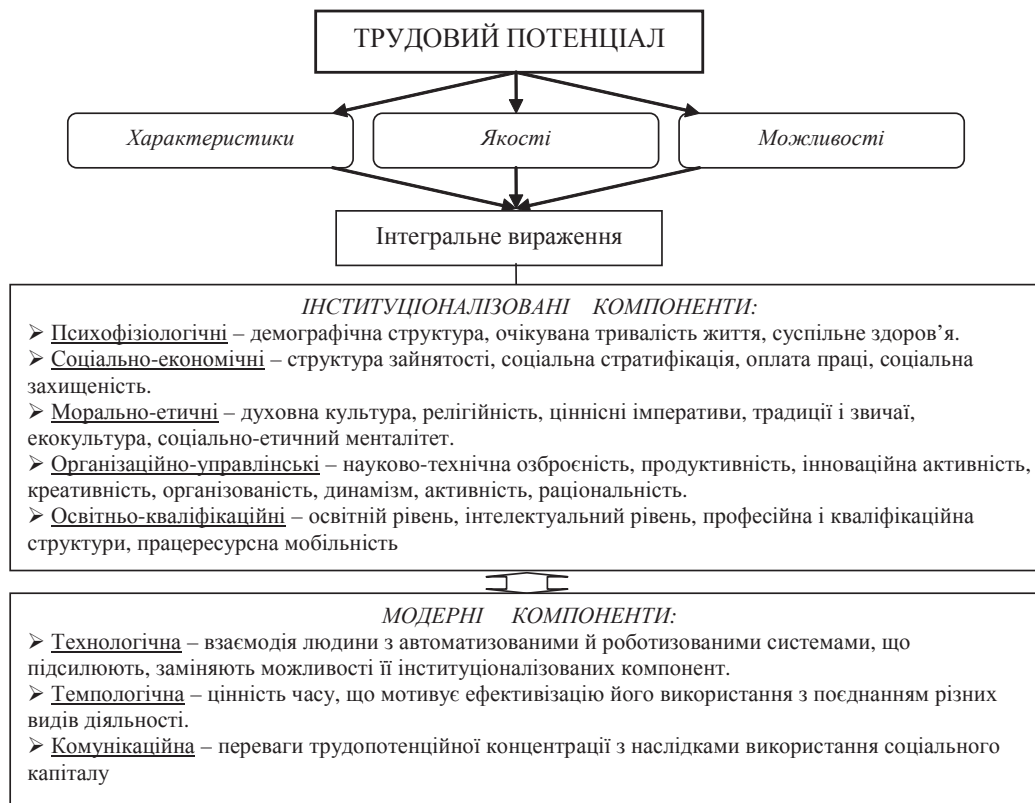 ТРУДОВИЙ ПОТЕНЦІАЛ
Характеристики
Якості
Можливості
Інтегральне вираження
ІНСТИТУЦІОНАЛІЗОВАНІ КОМПОНЕНТИ:
➢ Психофізіологічні – демографічна структура, очікувана тривалість життя, суспільне здоров’я.
➢ Соціально-економічні – структура зайнятості, соціальна стратифікація, оплата праці, соціальна
захищеність.
➢ Морально-етичні – духовна культура, релігійність, ціннісні імперативи, традиції і звичаї,
екокультура, соціально-етичний менталітет.
➢ Організаційно-управлінські – науково-технічна озброєність, продуктивність, інноваційна активність,
креативність, організованість, динамізм, активність, раціональність.
➢ Освітньо-кваліфікаційні – освітній рівень, інтелектуальний рівень, професійна і кваліфікаційна
структури, працересурсна мобільність
МОДЕРНІ КОМПОНЕНТИ:
➢ Технологічна – взаємодія людини з автоматизованими й роботизованими системами, що
підсилюють, заміняють можливості її інституціоналізованих компонент.
➢ Темпологічна – цінність часу, що мотивує ефективізацію його використання з поєднанням різних
видів діяльності.
➢ Комунікаційна – переваги трудопотенційної концентрації з наслідками використання соціального
капіталу